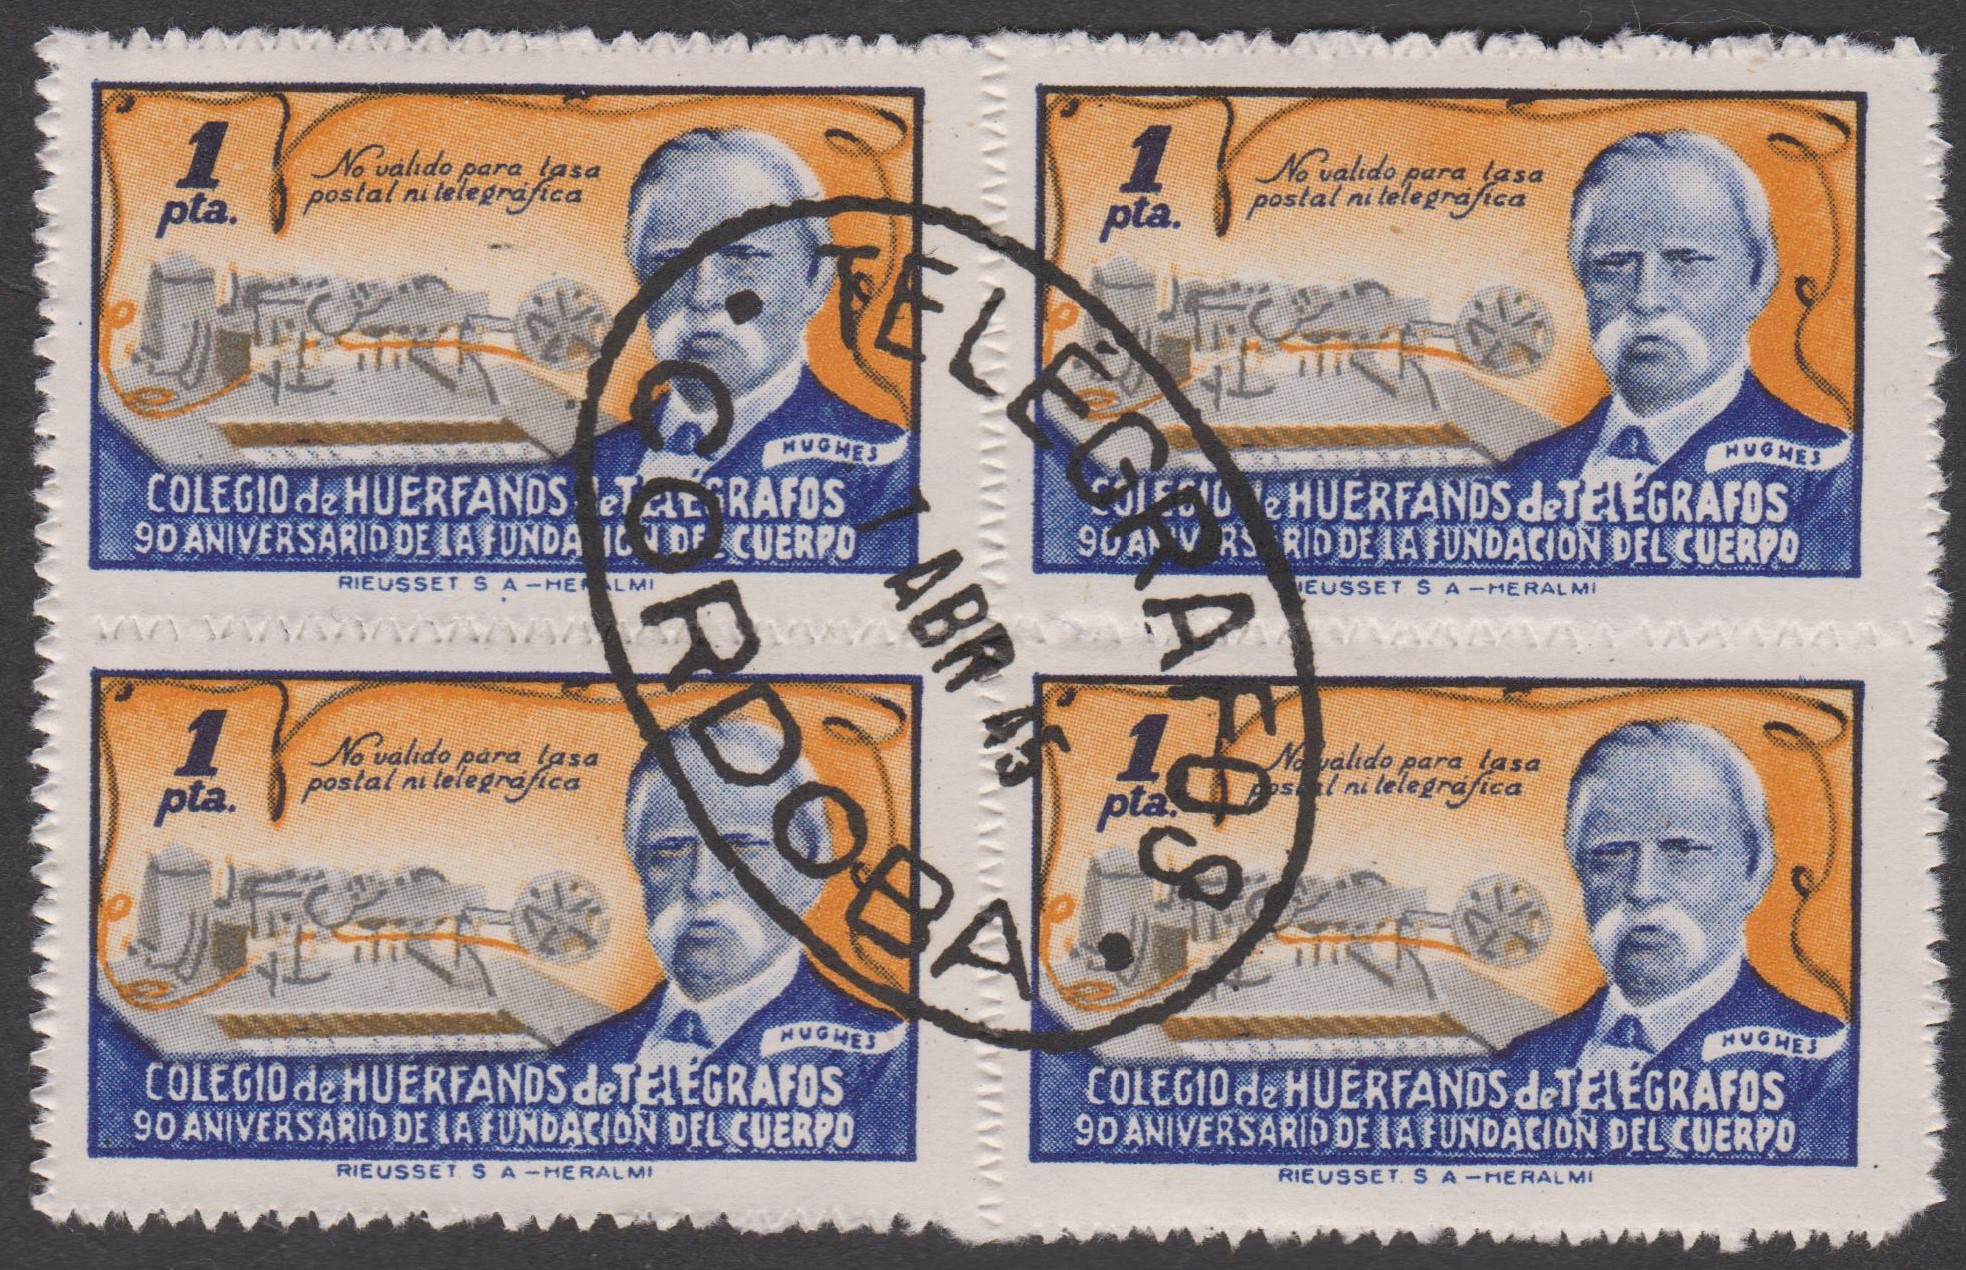 1
pta.
No válido para tasa
postal ni telegráfica
HUGHES
COLEGIO de HUERFANOS de TELÉGRAFOS
90 ANIVERSARIO DE LA FUNDACION DEL CUERPO
RIEUSSET S A – HERALMI
1
pta.
No válido para tasa
postal ni telegráfica
HUGHES
COLEGIO de HUERFANOS de TELÉGRAFOS
90 ANIVERSARIO DE LA FUNDACION DEL CUERPO
RIEUSSET S A – HERALMI
TELÉGRAFOS
1 ABR 45
CORDOBA
1
pta.
No válido para tasa
postal ni telegráfica
HUGHES
COLEGIO de HUERFANOS de TELÉGRAFOS
90 ANIVERSARIO DE LA FUNDACION DEL CUERPO
RIEUSSET. S A – HERALMI
1
pta.
No válido para tasa
postal ni telegráfica
HUGHES
COLEGIO de HUERFANOS de TELÉGRAFOS
90 ANIVERSARIO DE LA FUNDACION DEL CUERPO
RIEUSSET. S A – HERALMI